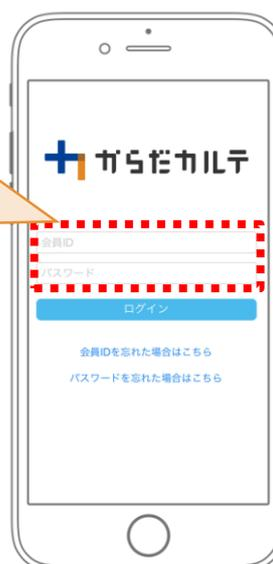 からだカルテ
会員ID
パスワード
ログイン
会員IDを忘れた場合はこちら
パスワードを忘れた場合はこちら